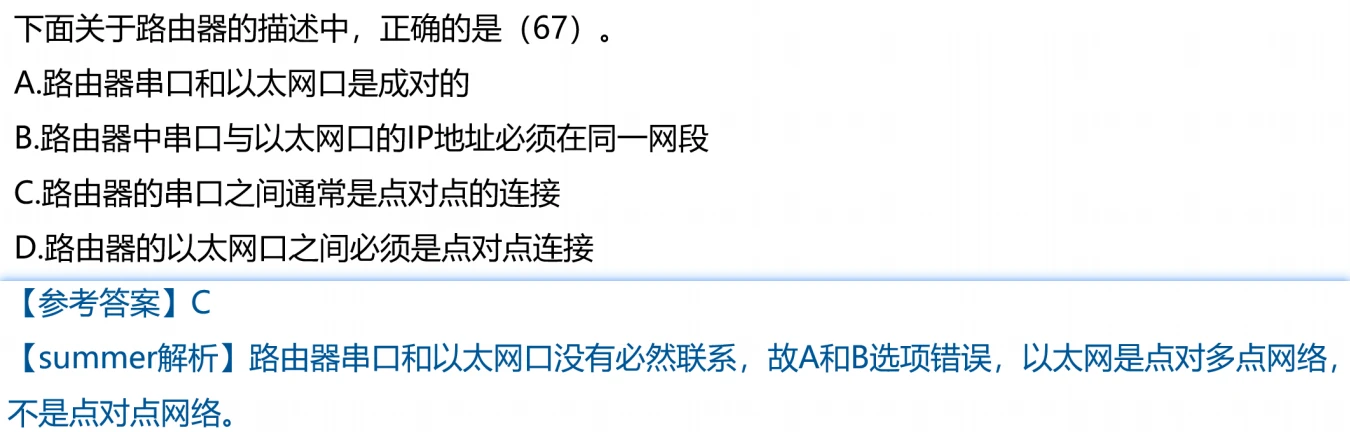 下面关于路由器的描述中，正确的是（67）。
A.路由器串口和以太网口是成对的
B.路由器中串口与以太网口的IP地址必须在同一网段
C.路由器的串口之间通常是点对点的连接
D.路由器的以太网口之间必须是点对点连接
【参考答案】C
【summer解析】路由器串口和以太网口没有必然联系，故A和B选项错误，以太网是点对多点网络，
不是点对点网络。